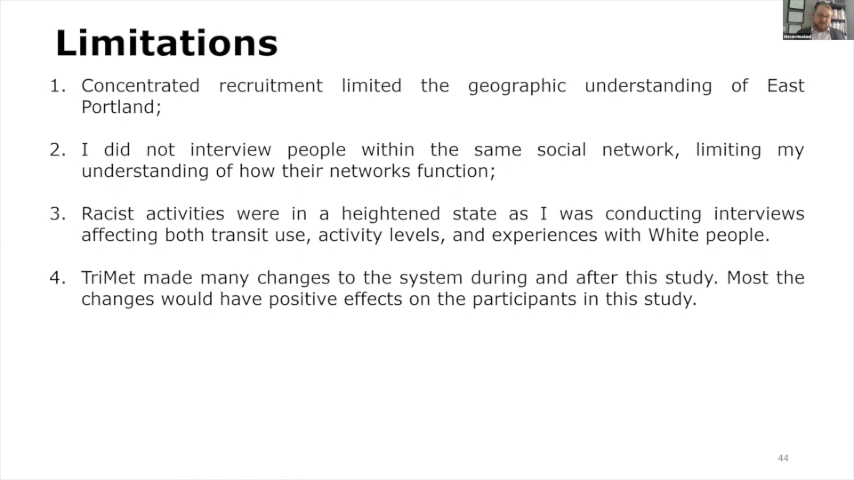 Limitations
1. Concentrated recruitment limited the geographic understanding of East
Portland;
2. I did not interview people within the same social network, limiting my
understanding of how their networks function;
3. Racist activities were in a heightened state as I was conducting interviews
affecting both transit use, activity levels, and experiences with White people.
4. TriMet made many changes to the system during and after this study. Most the
changes would have positive effects on the participants in this study.
44